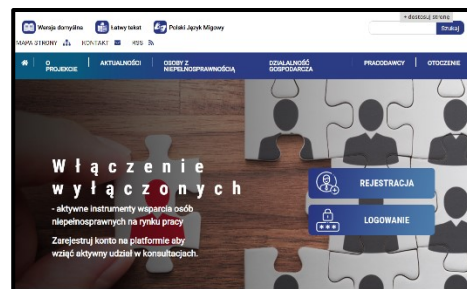 + dostosuj stronę
Wersja domyślna Łatwy tekst Polski Język Migowy
Szukaj
MAPA STRONY KONTAKT RSS
O PROJEKCIE AKTUALNOŚCI OSOBY Z NIEPEŁNOSPRAWNOŚCIĄ DZIAŁALNOŚĆ GOSPODARCZA PRACODAWCY OTOCZENIE
Włączenie
wyłączonych
- aktywne instrumenty wsparcia osób
niepełnosprawnych na rynku pracy
Zarejestruj konto na platformie aby
wziąć aktywny udział w konsultacjach.
REJESTRACJA
LOGOWANIE